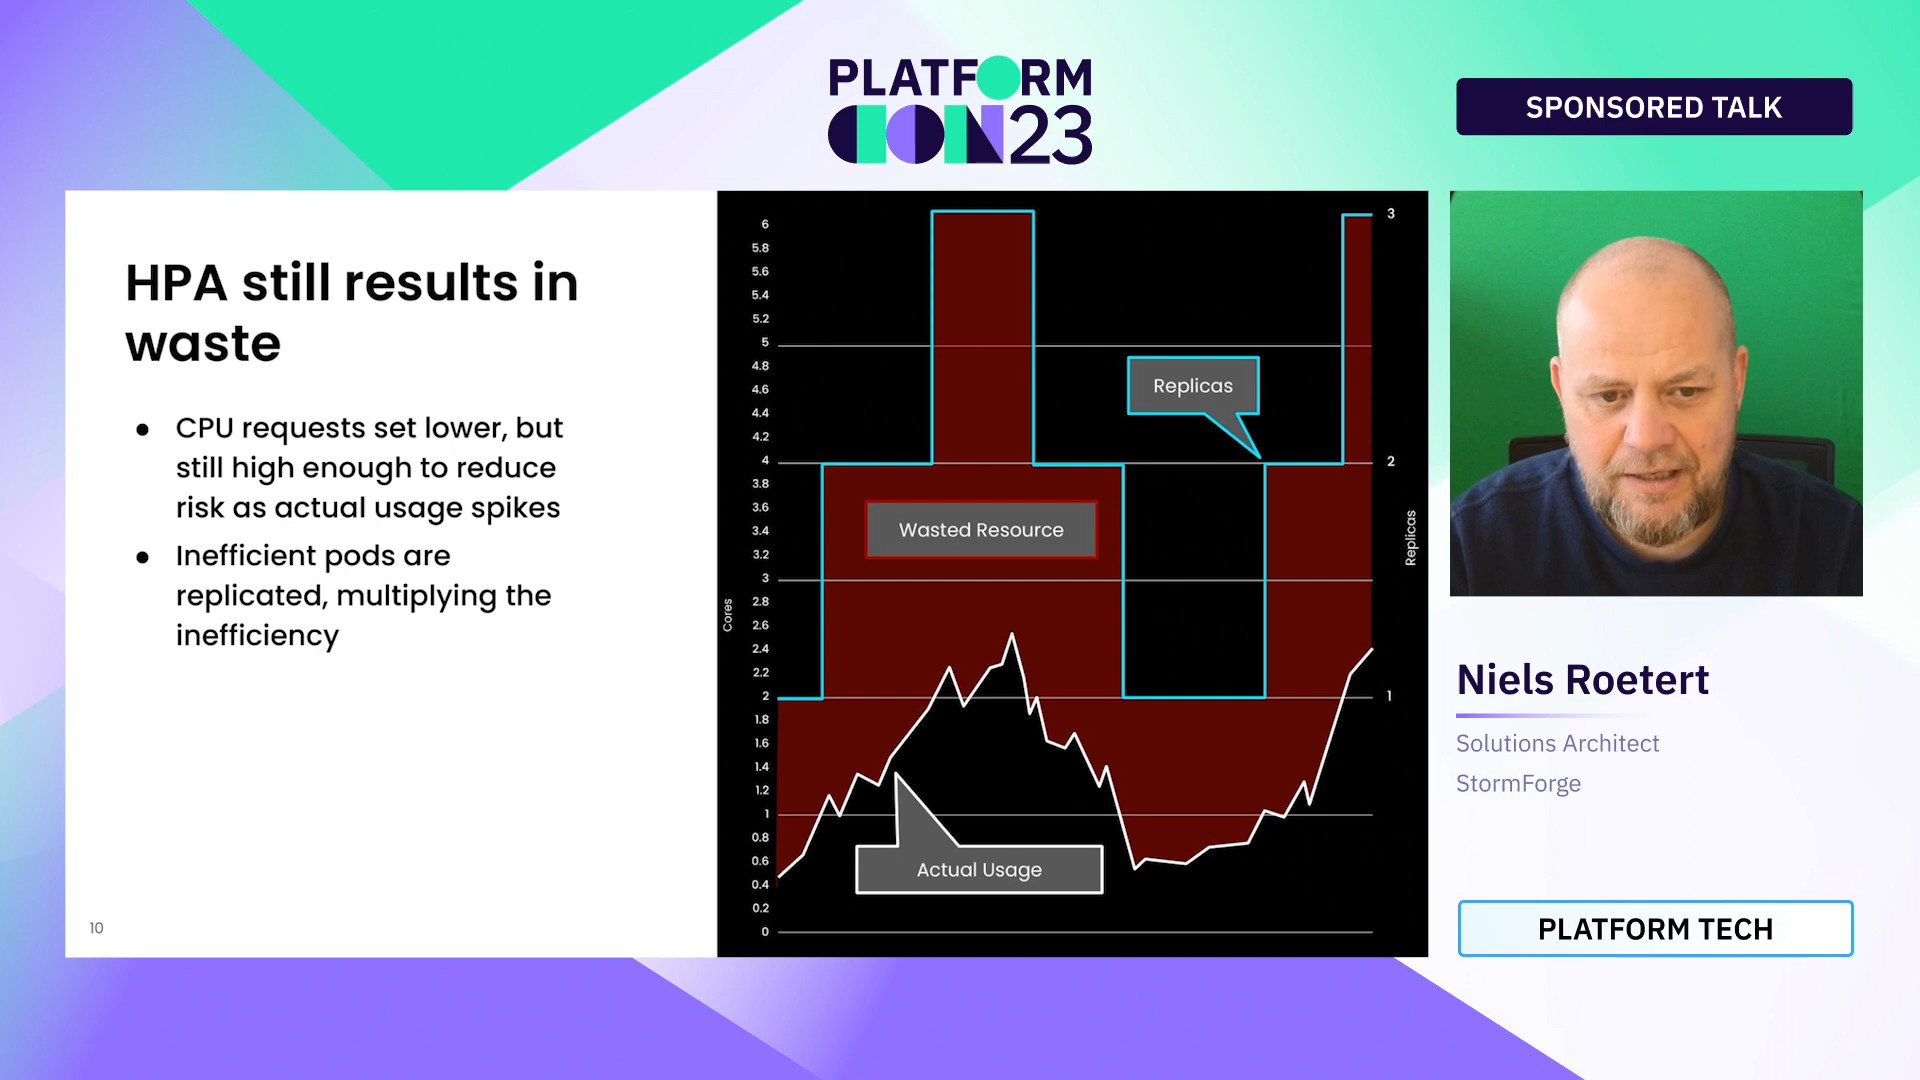 PLATFORM
CON23
SPONSORED TALK
HPA still results in
waste
● CPU requests set lower, but
still high enough to reduce
risk as actual usage spikes
● Inefficient pods are
replicated, multiplying the
inefficiency
10
Cores
6
5.8
5.6
5.4
5.2
5
4.8
4.6
4.4
4.2
4
3.8
3.6
3.4
3.2
3
2.8
2.6
2.4
2.2
2
1.8
1.6
1.4
1.2
1
0.8
0.6
0.4
0.2
0
Replicas
Wasted Resource
Actual Usage
3
2
1
Replicas
Niels Roetert
Solutions Architect
StormForge
PLATFORM TECH